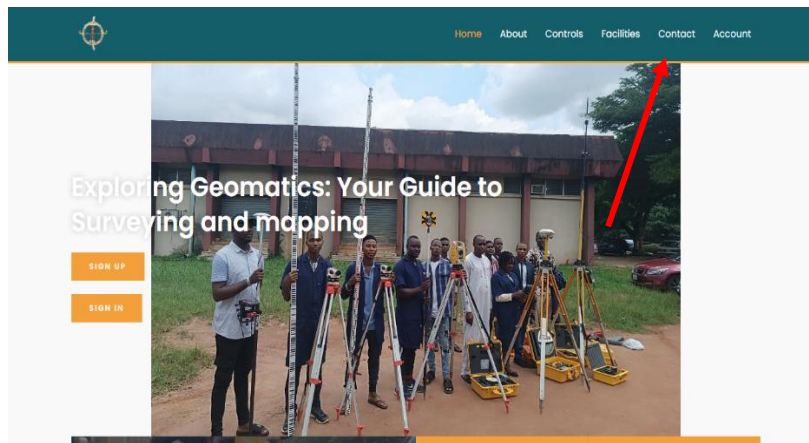 Home About Controls Facilities Contact Account
Exploring Geomatics: Your Guide to
Surveying and mapping
SIGN UP
SIGN IN